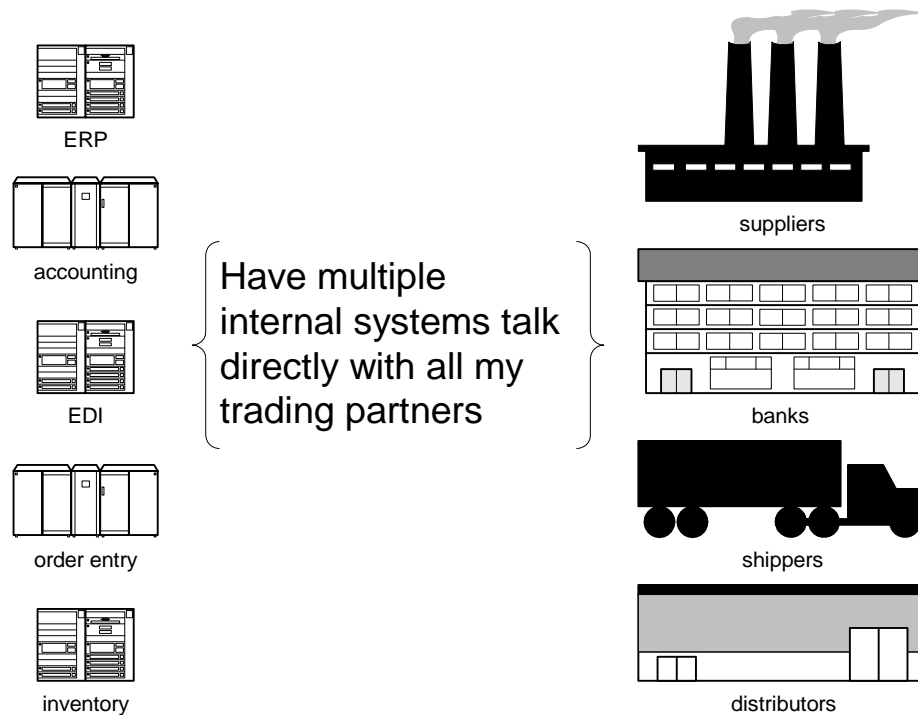 ERP
accounting
EDI
order entry
inventory
Have multiple
internal systems talk
directly with all my
trading partners
suppliers
banks
shippers
distributors